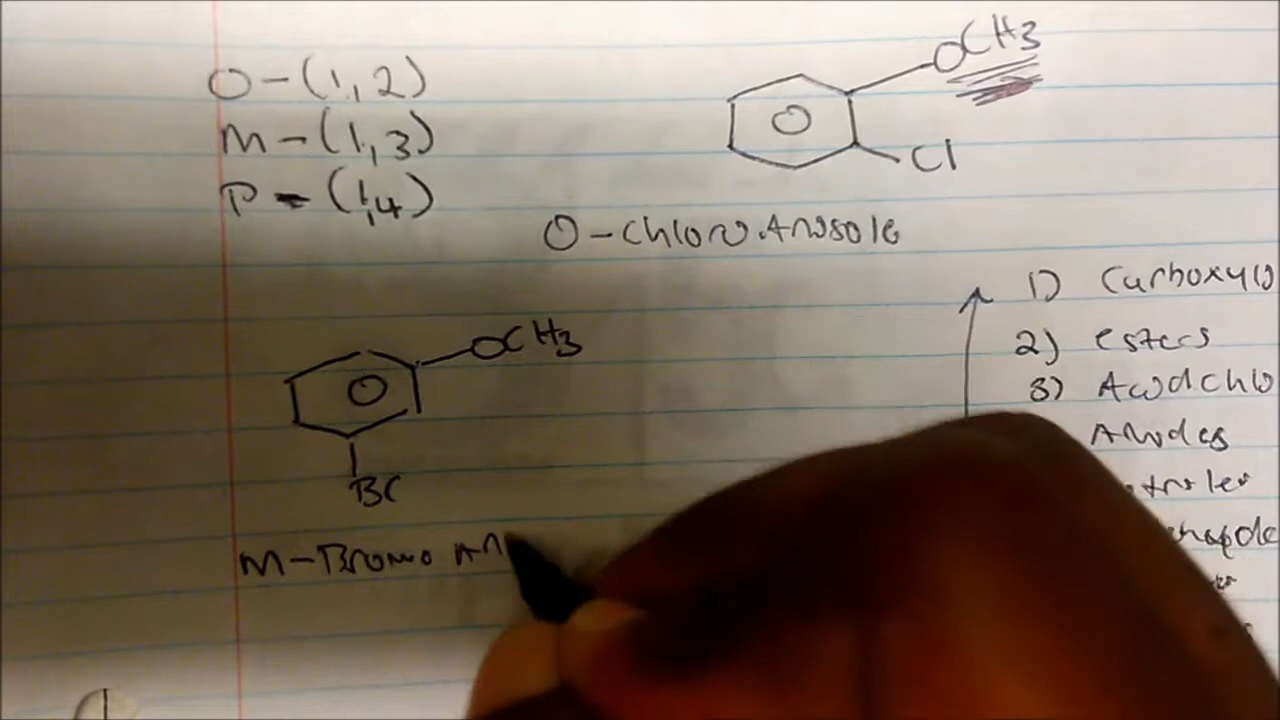 O-(1,2)
M-(1,3)
P-(1,4)
OCH3
Cl
O-chloro.Anisole
OCH3
Br
M-Bromo An
1) Carboxyli
2) esters
3) Acid chlo
Amides